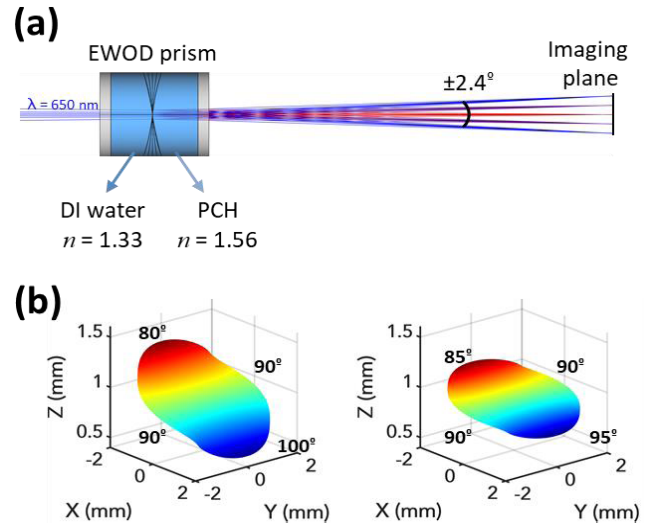 (a)
EWOD prism
Imaging
plane
λ = 650 nm
±2.4º
DI water
n = 1.33
PCH
n = 1.56
(b)
1.5
1
0.5
Z (mm)
80º
90º
90º
100º
-2
0
2
X (mm)
-2
0
2
Y (mm)
1.5
1
0.5
Z (mm)
85º
90º
90º
95º
-2
0
2
X (mm)
-2
0
2
Y (mm)